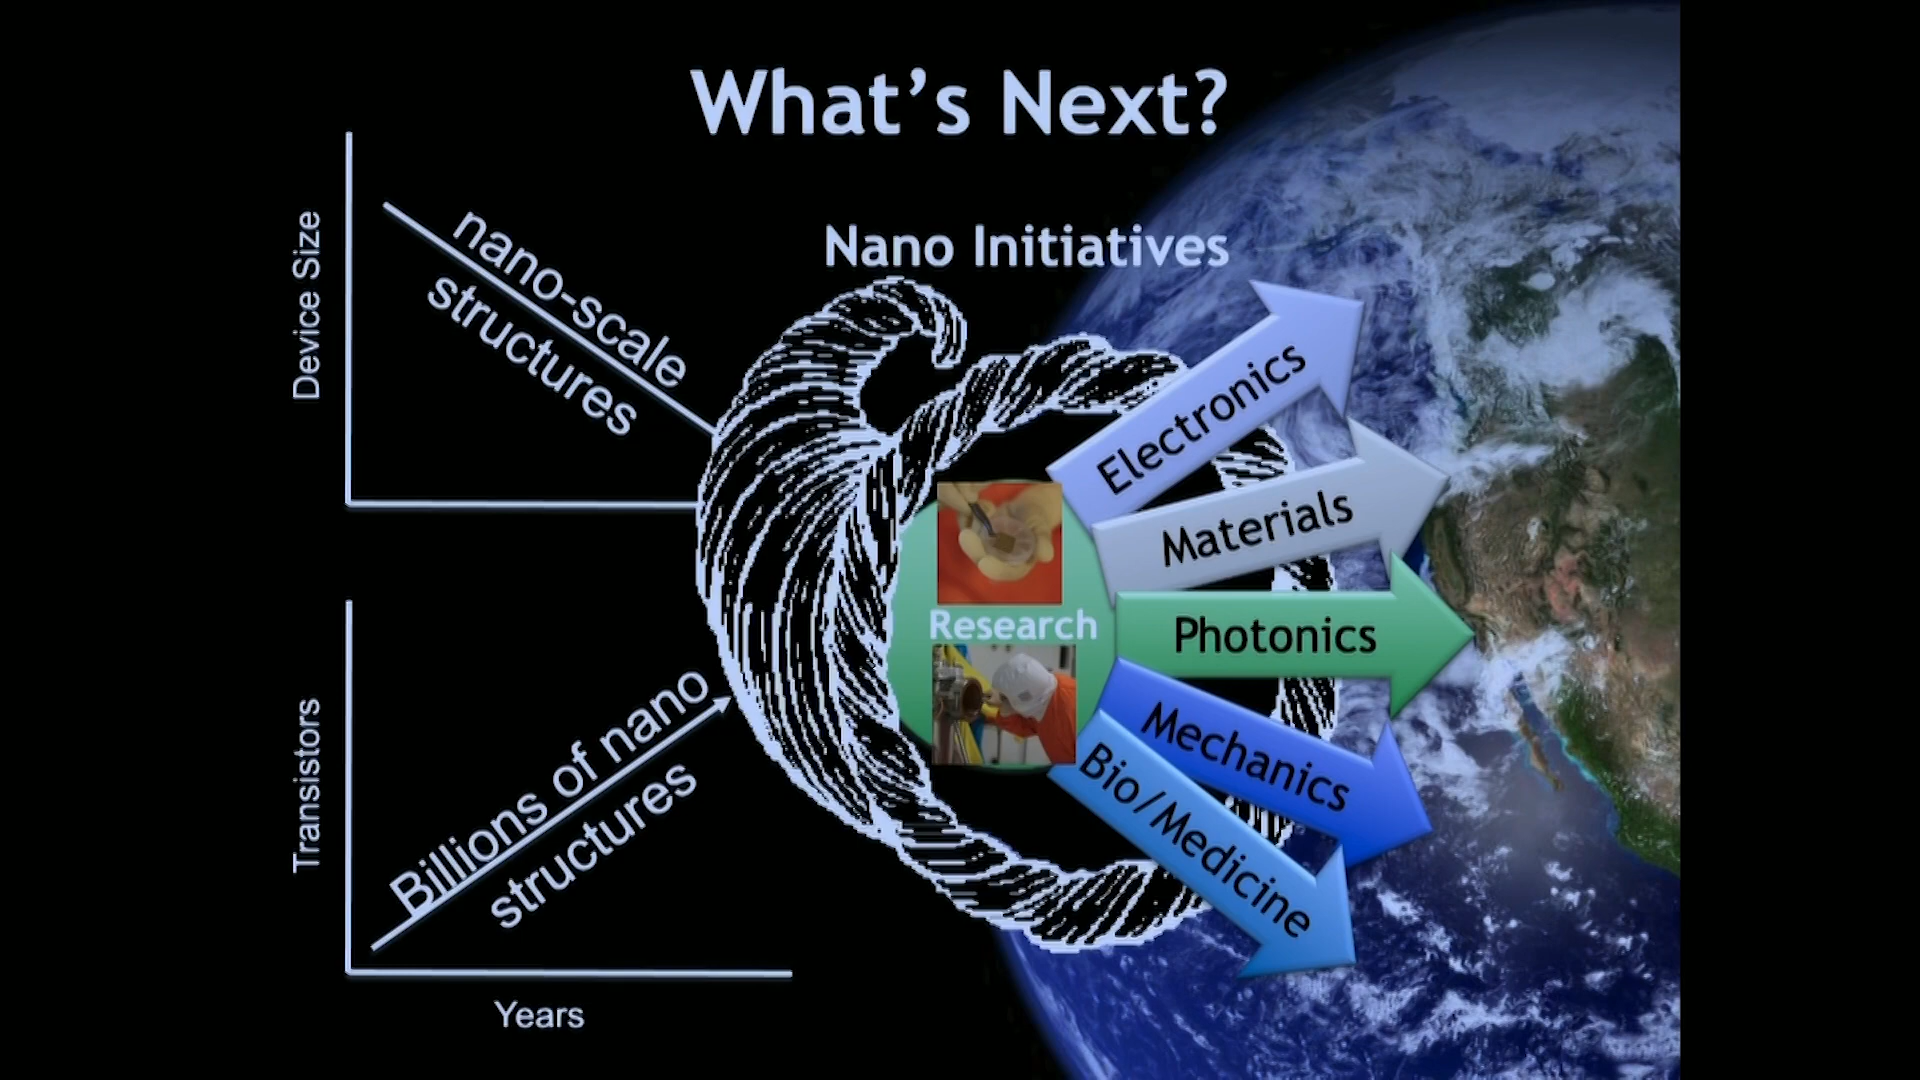 What's Next?
Nano Initiatives
Device Size
nano-scale
structures
Transistors
Billions of nano
structures
Years
Research
Electronics
Materials
Photonics
Mechanics
Bio/Medicine